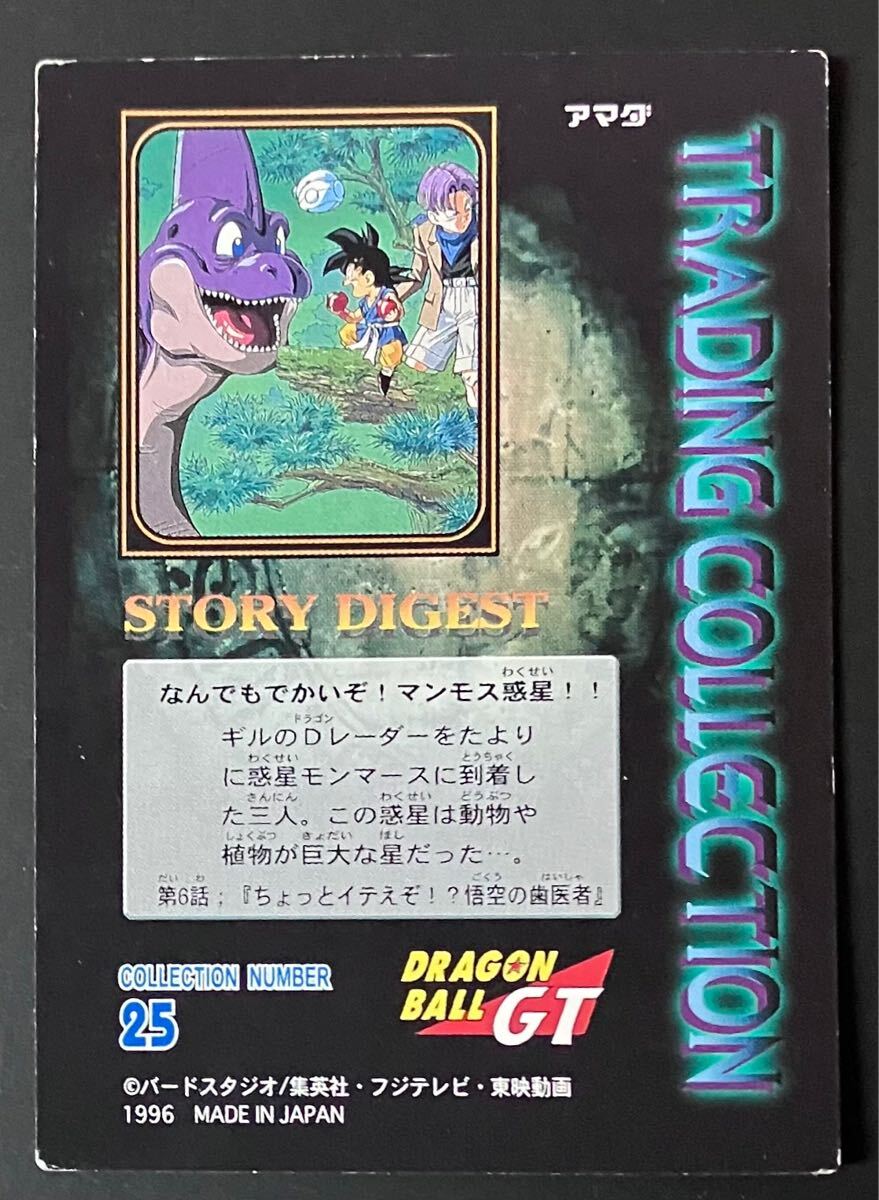 アマダ
TRADING COLLECTION
STORY DIGEST
なんでもでかいぞ！マンモス惑星！！
ギルのＤレーダーをたより
に惑星モンマースに到着し
た三人。この惑星は動物や
植物が巨大な星だった…。
第6話；『ちょっとイテえぞ！？悟空の歯医者』
COLLECTION NUMBER
25
DRAGON
BALL GT
©バードスタジオ/集英社・フジテレビ・東映動画
1996 MADE IN JAPAN